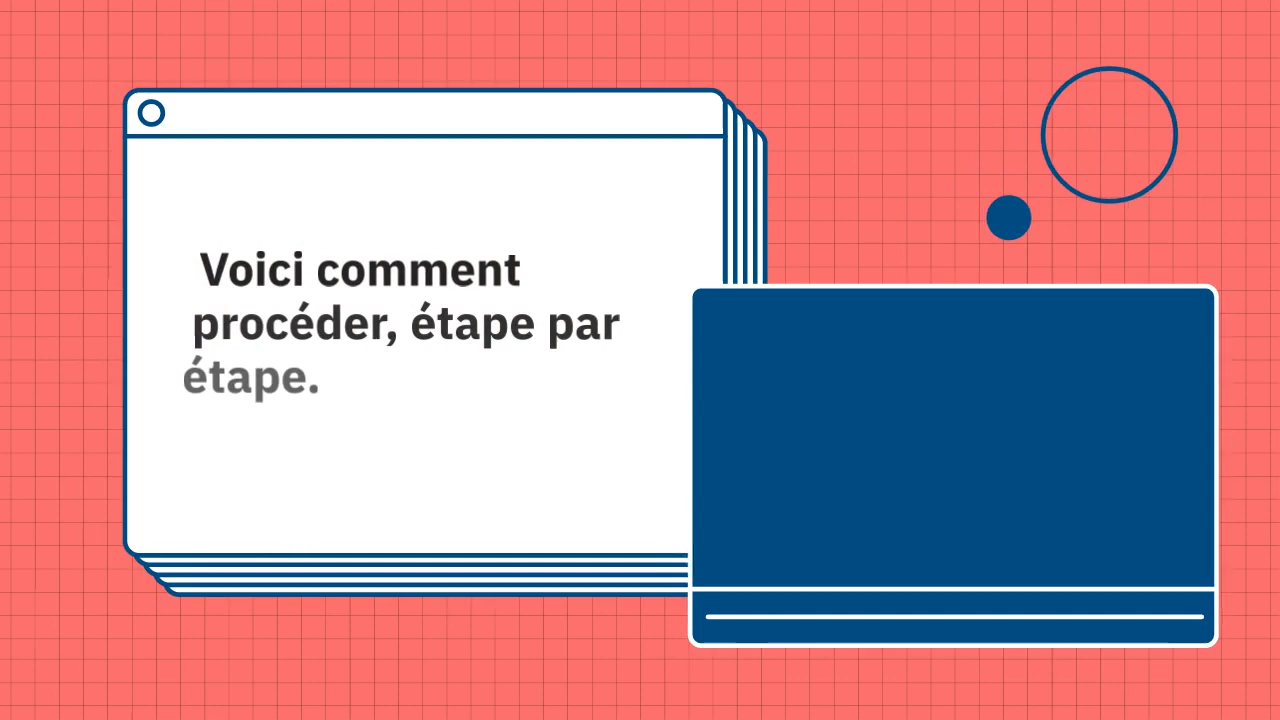 Voici comment
procéder, étape par
étape.